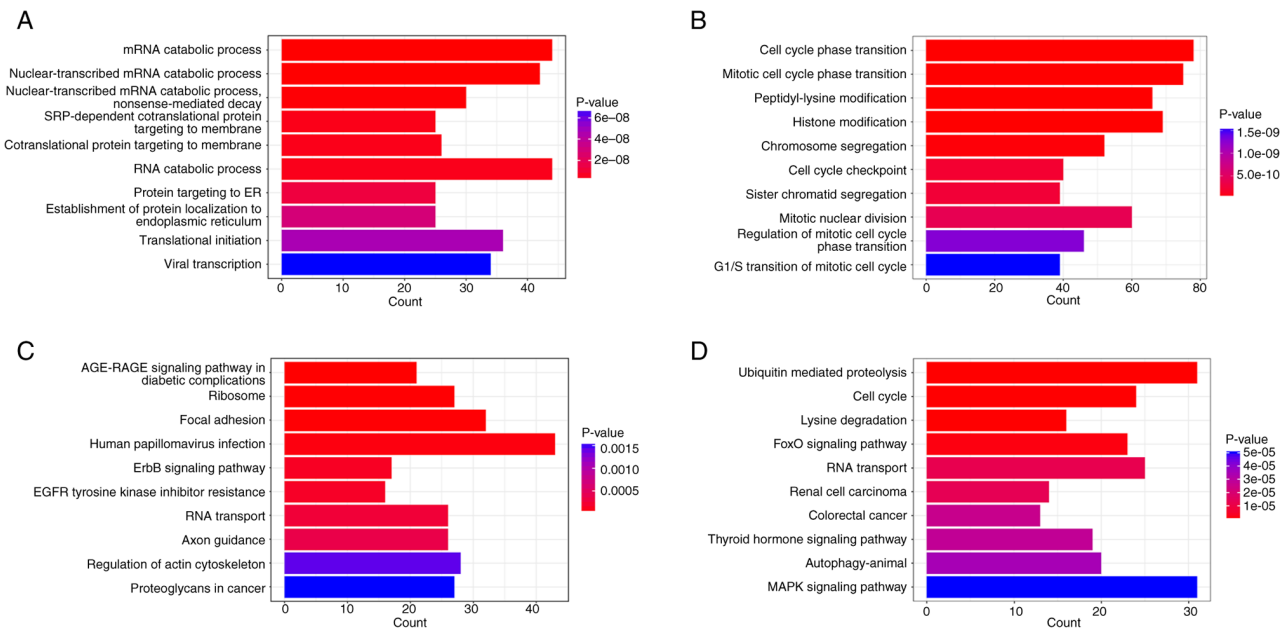 A
mRNA catabolic process
Nuclear-transcribed mRNA catabolic process
Nuclear-transcribed mRNA catabolic process,
nonsense-mediated decay
SRP-dependent cotranslational protein
targeting to membrane
Cotranslational protein targeting to membrane
RNA catabolic process
Protein targeting to ER
Establishment of protein localization to
endoplasmic reticulum
Translational initiation
Viral transcription
0 10 20 30 40
Count
P-value
6e–08
4e–08
2e–08
B
Cell cycle phase transition
Mitotic cell cycle phase transition
Peptidyl-lysine modification
Histone modification
Chromosome segregation
Cell cycle checkpoint
Sister chromatid segregation
Mitotic nuclear division
Regulation of mitotic cell cycle
phase transition
G1/S transition of mitotic cell cycle
0 20 40 60 80
Count
P-value
1.5e–09
1.0e–09
5.0e–10
C
AGE-RAGE signaling pathway in
diabetic complications
Ribosome
Focal adhesion
Human papillomavirus infection
ErbB signaling pathway
EGFR tyrosine kinase inhibitor resistance
RNA transport
Axon guidance
Regulation of actin cytoskeleton
Proteoglycans in cancer
0 10 20 30 40
Count
P-value
0.0015
0.0010
0.0005
D
Ubiquitin mediated proteolysis
Cell cycle
Lysine degradation
FoxO signaling pathway
RNA transport
Renal cell carcinoma
Colorectal cancer
Thyroid hormone signaling pathway
Autophagy-animal
MAPK signaling pathway
0 10 20 30
Count
P-value
5e-05
4e-05
3e-05
2e-05
1e-05